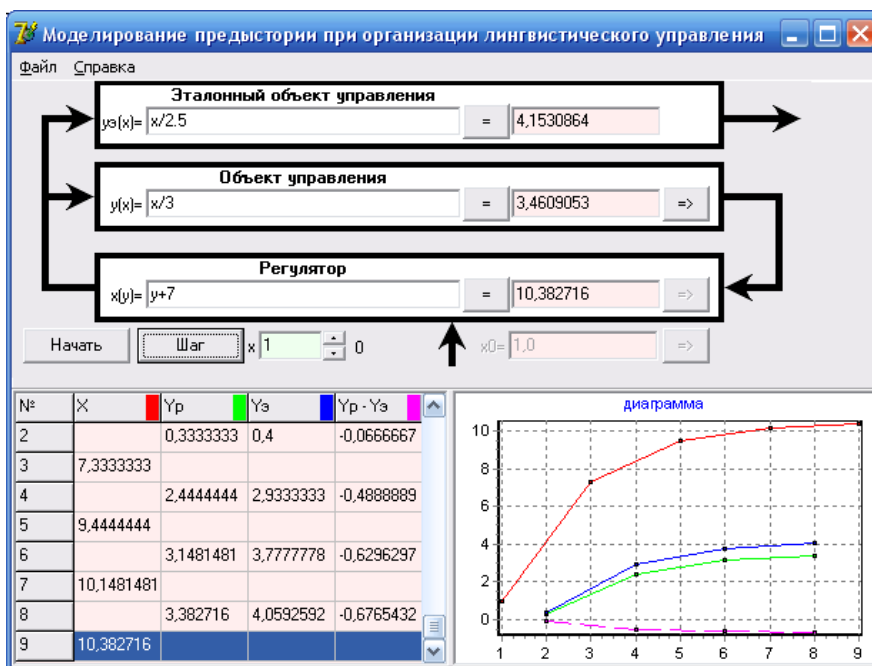 Моделирование предыстории при организации лингвистического управления
Файл Справка
Эталонный объект управления
yэ(x)= x/2.5 = 4,1530864
Объект управления
y(x)= x/3 = 3,4609053 =>
Регулятор
x(y)= y+7 = 10,382716 =>
Начать Шаг x 1 0 x0= 1,0 =>
№ X Yp Yэ Yp - Yэ
2 0,3333333 0,4 -0,0666667
3 7,3333333
4 2,4444444 2,9333333 -0,4888889
5 9,4444444
6 3,1481481 3,7777778 -0,6296297
7 10,1481481
8 3,382716 4,0592592 -0,6765432
9 10,382716
диаграмма
10
8
6
4
2
0
1 2 3 4 5 6 7 8 9